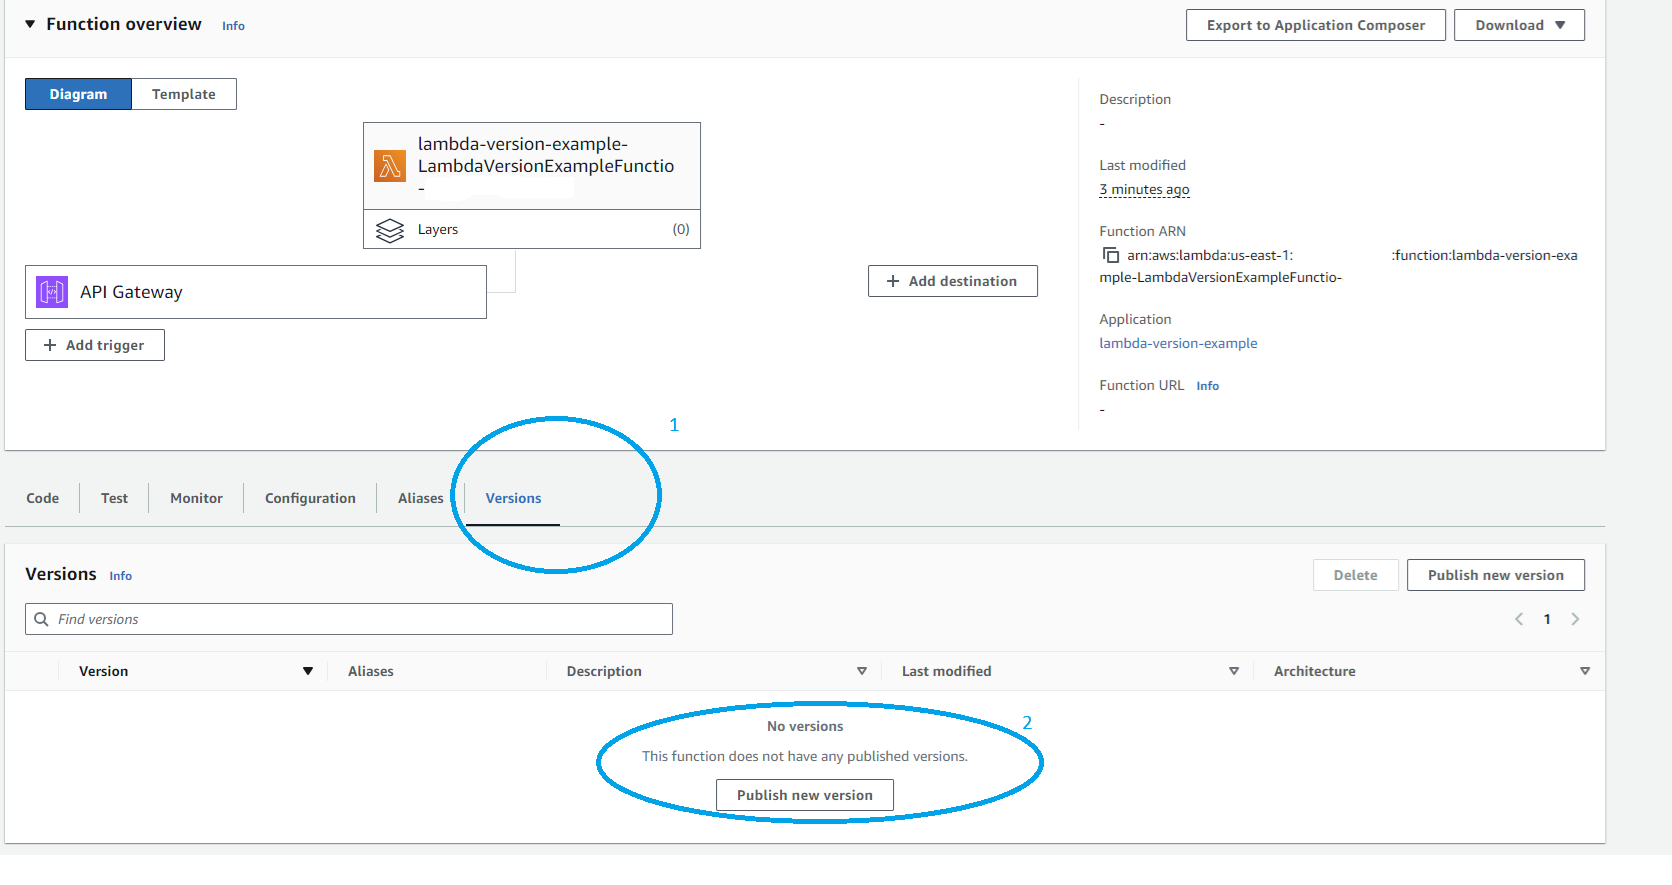 Function overview Info
Export to Application Composer
Download
Diagram
Template
lambda-version-example-
LambdaVersionExampleFunctio
-
Layers
(0)
API Gateway
Add trigger
Add destination
Description
-
Last modified
3 minutes ago
Function ARN
arn:aws:lambda:us-east-1: :function:lambda-version-exa
mple-LambdaVersionExampleFunctio-
Application
lambda-version-example
Function URL Info
-
1
Code Test Monitor Configuration Aliases Versions
Versions Info
Delete
Publish new version
Find versions
1
Version Aliases Description Last modified Architecture
No versions
2
This function does not have any published versions.
Publish new version